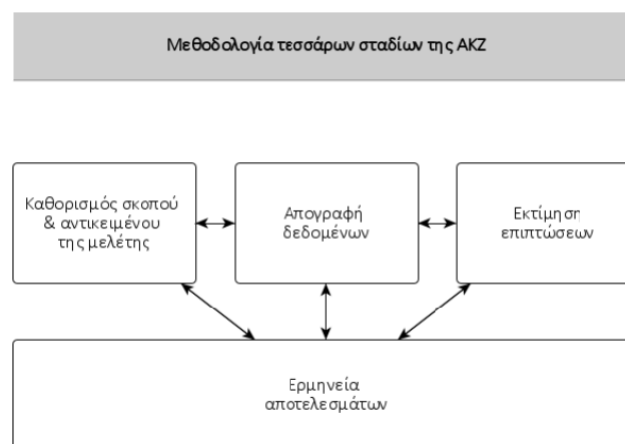 Μεθοδολογία τεσσάρων σταδίων της ΑΚΖ
Καθορισμός σκοπού
& αντικειμένου
της μελέτης
Απογραφή
δεδομένων
Εκτίμηση
επιπτώσεων
Ερμηνεία
αποτελεσμάτων